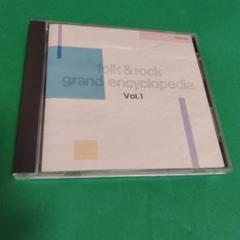 folk & rock
grand encyclopedia
Vol.1